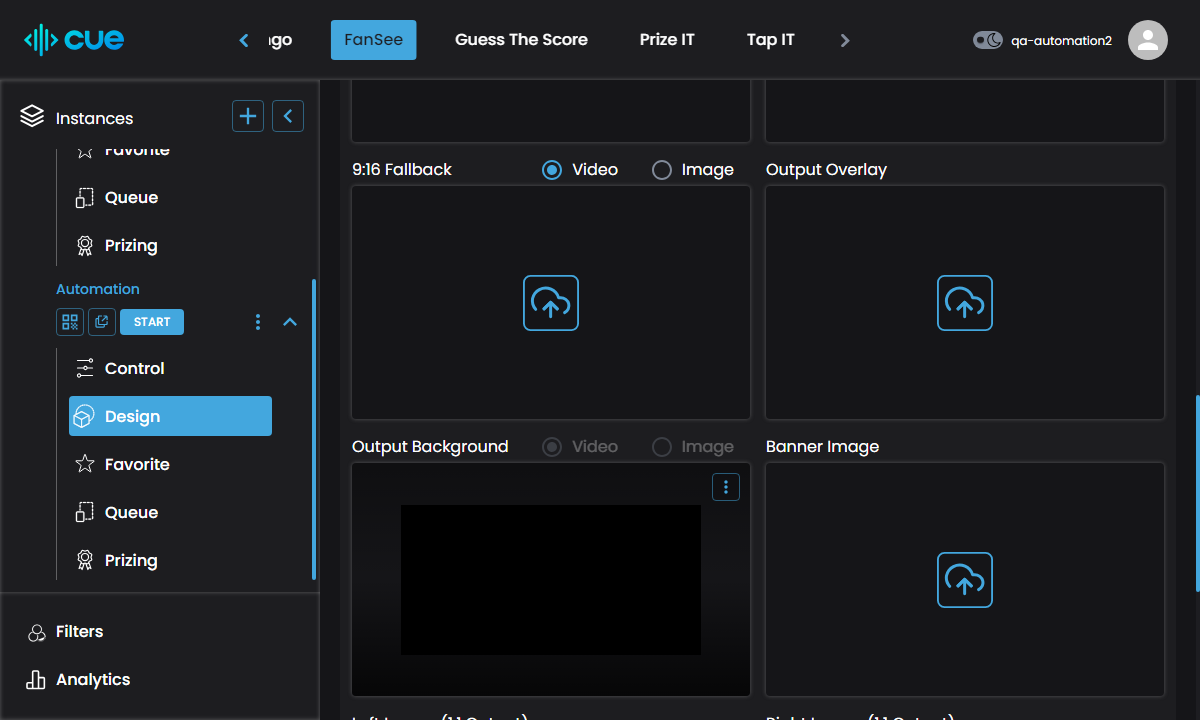 cue
ngo
FanSee
Guess The Score
Prize IT
Tap IT
qa-automation2
Instances
Favorite
Queue
Prizing
Automation
START
Control
Design
Favorite
Queue
Prizing
Filters
Analytics
9:16 Fallback
Video
Image
Output Overlay
Output Background
Video
Image
Banner Image